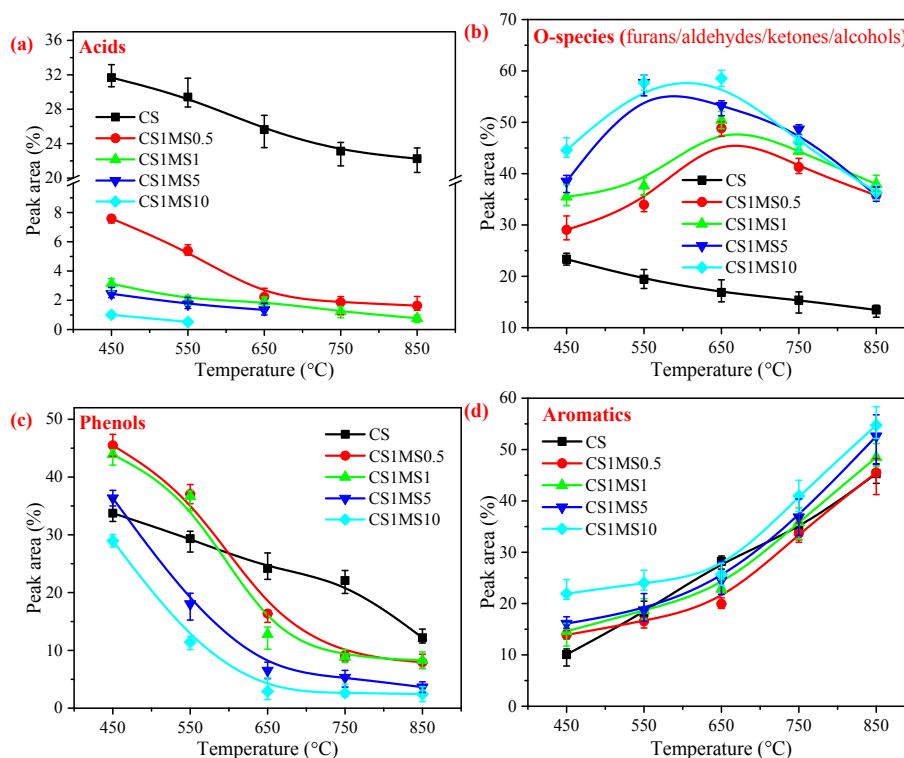 (a)
Acids
36
32
28
24
20
8
6
4
2
0
Peak area (%)
CS
CS1MS0.5
CS1MS1
CS1MS5
CS1MS10
450 550 650 750 850
Temperature (°C)
(b)
O-species (furans/aldehydes/ketones/alcohols)
70
60
50
40
30
20
10
Peak area (%)
CS
CS1MS0.5
CS1MS1
CS1MS5
CS1MS10
450 550 650 750 850
Temperature (°C)
(c)
Phenols
50
40
30
20
10
0
Peak area (%)
CS
CS1MS0.5
CS1MS1
CS1MS5
CS1MS10
450 550 650 750 850
Temperature (°C)
(d)
Aromatics
60
50
40
30
20
10
0
Peak area (%)
CS
CS1MS0.5
CS1MS1
CS1MS5
CS1MS10
450 550 650 750 850
Temperature (°C)